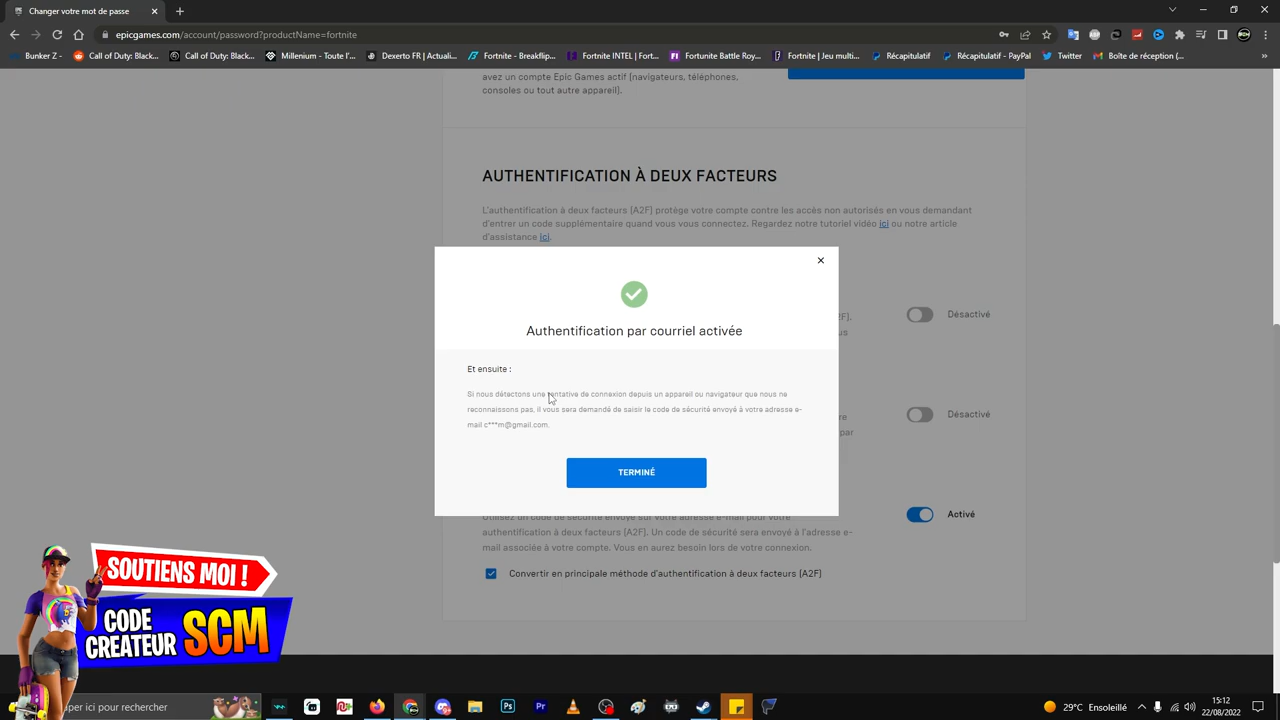 Changer votre mot de passe
epicgames.com/account/password?productName=fortnite
Bunker Z -
Call of Duty: Black...
Millenium - Toute l'...
Dexerto FR | Actuali...
Fortnite - Breakflip...
Fortnite INTEL | Fort...
Fortunite Battle Roy...
Fortnite | Jeu multi...
Récapitulatif
Récapitulatif - PayPal
Twitter
Boîte de réception (...
»
avez un compte Epic Games actif (navigateurs, téléphones,
consoles ou tout autre appareil).
AUTHENTIFICATION À DEUX FACTEURS
L'authentification à deux facteurs (A2F) protège votre compte contre les accès non autorisés en vous demandant
d'entrer un code supplémentaire quand vous vous connectez. Regardez notre tutoriel vidéo ici ou notre article
d'assistance ici.
Authentification par courriel activée
Et ensuite :
Si nous détectons une tentative de connexion depuis un appareil ou navigateur que nous ne
reconnaissons pas, il vous sera demandé de saisir le code de sécurité envoyé à votre adresse e-
mail c***m@gmail.com.
TERMINÉ
(A2F),
us
Désactivé
re
par
Désactivé
Utilisez un code de sécurité envoyé sur votre adresse e-mail pour votre
authentification à deux facteurs (A2F). Un code de sécurité sera envoyé à l'adresse e-
mail associée à votre compte. Vous en aurez besoin lors de votre connexion.
Activé
Convertir en principale méthode d'authentification à deux facteurs (A2F)
SOUTIENS MOI !
CODE
CREATEUR SCM
aper ici pour rechercher
29°C Ensoleillé
15:12
22/08/2022